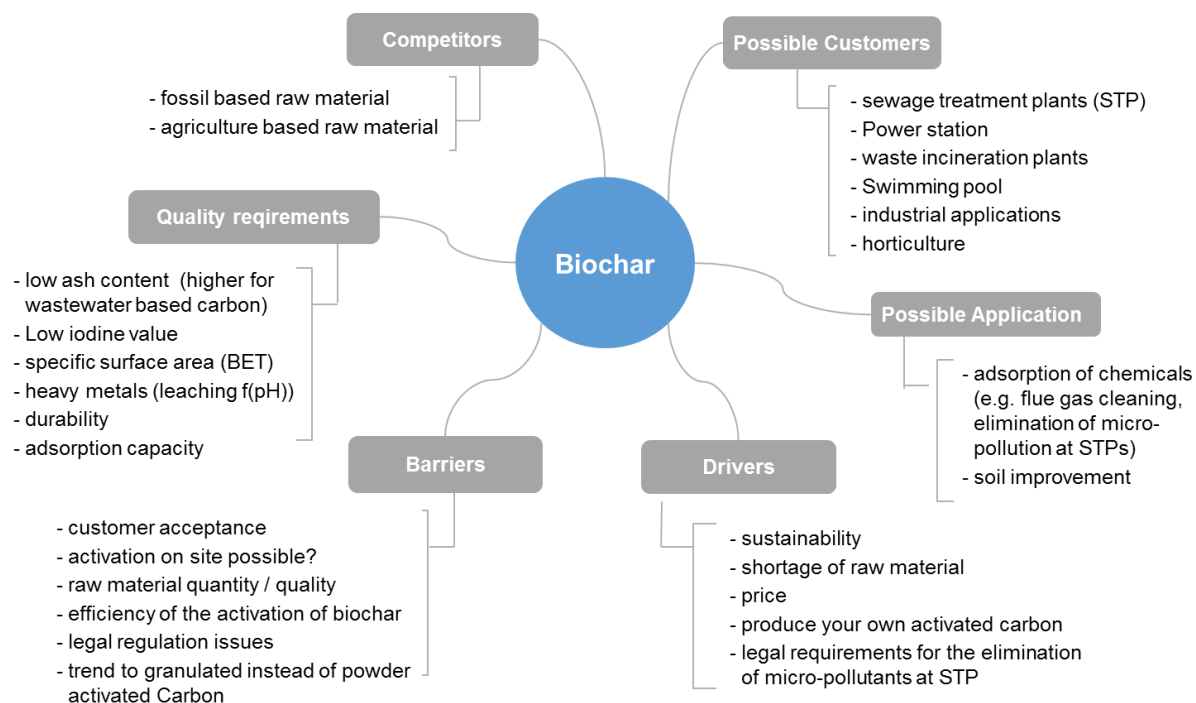 Competitors
- fossil based raw material
- agriculture based raw material
Possible Customers
- sewage treatment plants (STP)
- Power station
- waste incineration plants
- Swimming pool
- industrial applications
- horticulture
Quality reqirements
- low ash content (higher for
wastewater based carbon)
- Low iodine value
- specific surface area (BET)
- heavy metals (leaching f(pH))
- durability
- adsorption capacity
Biochar
Possible Application
- adsorption of chemicals
(e.g. flue gas cleaning,
elimination of micro-
pollution at STPs)
- soil improvement
Barriers
- customer acceptance
- activation on site possible?
- raw material quantity / quality
- efficiency of the activation of biochar
- legal regulation issues
- trend to granulated instead of powder
activated Carbon
Drivers
- sustainability
- shortage of raw material
- price
- produce your own activated carbon
- legal requirements for the elimination
of micro-pollutants at STP